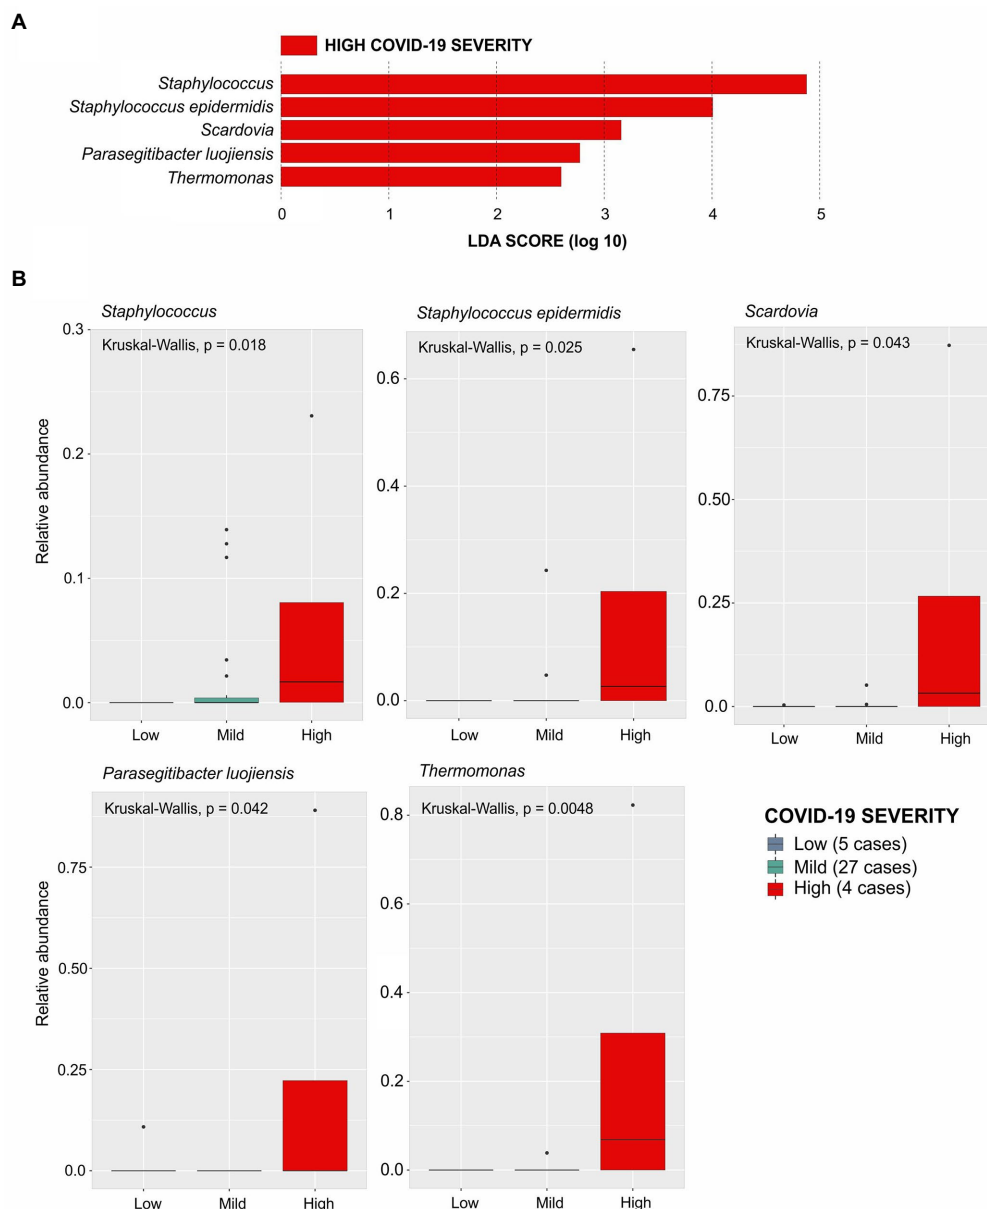 A
HIGH COVID-19 SEVERITY
Staphylococcus
Staphylococcus epidermidis
Scardovia
Parasegitibacter luojiensis
Thermomonas
0 1 2 3 4 5
LDA SCORE (log 10)
B
Staphylococcus
Kruskal-Wallis, p = 0.018
Relative abundance
0.3
0.2
0.1
0.0
Low Mild High
Staphylococcus epidermidis
Kruskal-Wallis, p = 0.025
0.6
0.4
0.2
0.0
Low Mild High
Scardovia
Kruskal-Wallis, p = 0.043
0.75
0.50
0.25
0.0
Low Mild High
Parasegitibacter luojiensis
Kruskal-Wallis, p = 0.042
Relative abundance
0.75
0.50
0.25
0.0
Low Mild High
Thermomonas
Kruskal-Wallis, p = 0.0048
0.8
0.6
0.4
0.2
0.0
Low Mild High
COVID-19 SEVERITY
Low (5 cases)
Mild (27 cases)
High (4 cases)